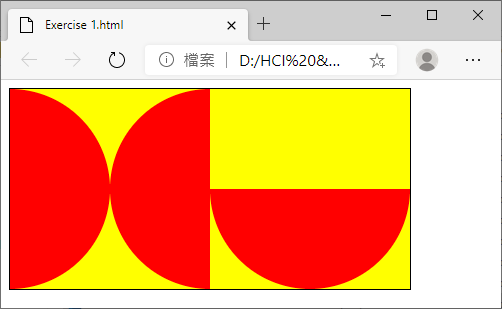 Exercise 1.html
檔案 | D:/HCI%20&...